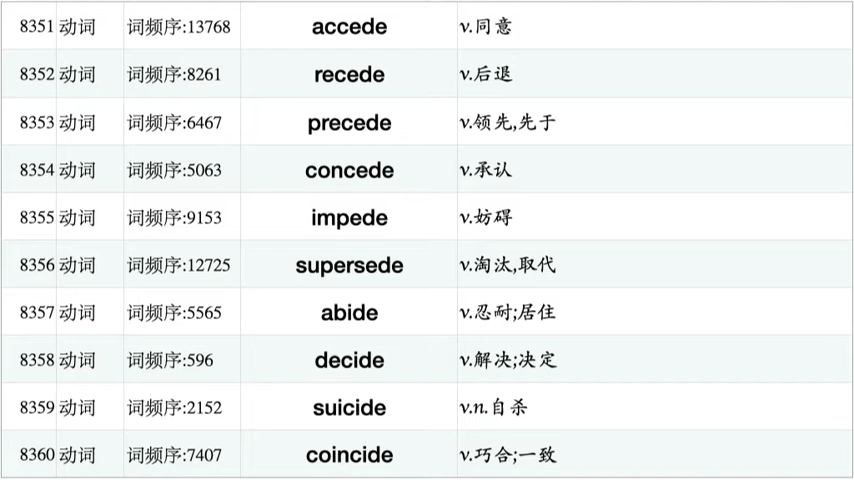 8351 动词 词频序:13768 accede v.同意
8352 动词 词频序:8261 recede v.后退
8353 动词 词频序:6467 precede v.领先,先于
8354 动词 词频序:5063 concede v.承认
8355 动词 词频序:9153 impede v.妨碍
8356 动词 词频序:12725 supersede v.淘汰,取代
8357 动词 词频序:5565 abide v.忍耐;居住
8358 动词 词频序:596 decide v.解决;决定
8359 动词 词频序:2152 suicide v.n.自杀
8360 动词 词频序:7407 coincide v.巧合;一致